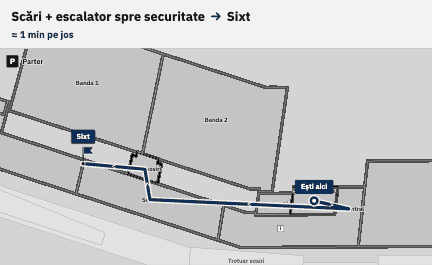 Scări + escalator spre securitate → Sixt
≈ 1 min pe jos
P Parter
Banda 1
Banda 2
Sixt
Ești aici
Trotuar sosiri